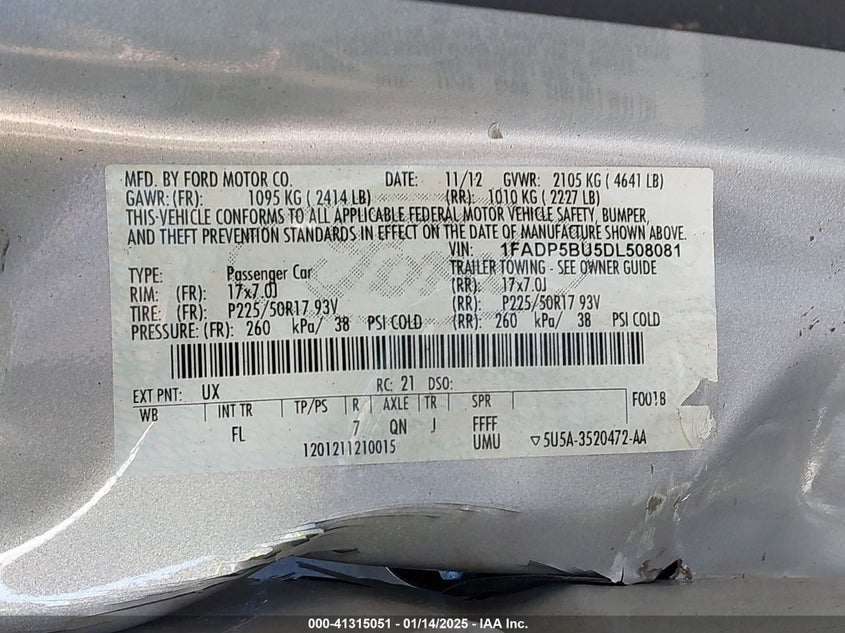 MFD. BY FORD MOTOR CO. DATE: 11/12 GVWR: 2105 KG ( 4641 LB)
GAWR: (FR): 1095 KG ( 2414 LB) (RR): 1010 KG ( 2227 LB)
THIS VEHICLE CONFORMS TO ALL APPLICABLE FEDERAL MOTOR VEHICLE SAFETY, BUMPER,
AND THEFT PREVENTION STANDARDS IN EFFECT ON THE DATE OF MANUFACTURE SHOWN ABOVE.
VIN: 1FADP5BU5DL508081
TYPE: Passenger Car TRAILER TOWING - SEE OWNER GUIDE
RIM: (FR): 17x7.0J (RR): 17x7.0J
TIRE: (FR): P225/50R17 93V (RR): P225/50R17 93V
PRESSURE: (FR): 260 kPa/ 38 PSI COLD (RR): 260 kPa/ 38 PSI COLD
EXT PNT: UX RC: 21 DSO:
WB INT TR TP/PS R AXLE TR SPR F0018
FL 7 QN J FFFF
1201211210015 UMU ▽5U5A-3520472-AA
000-41315051 - 01/14/2025 - IAA Inc.